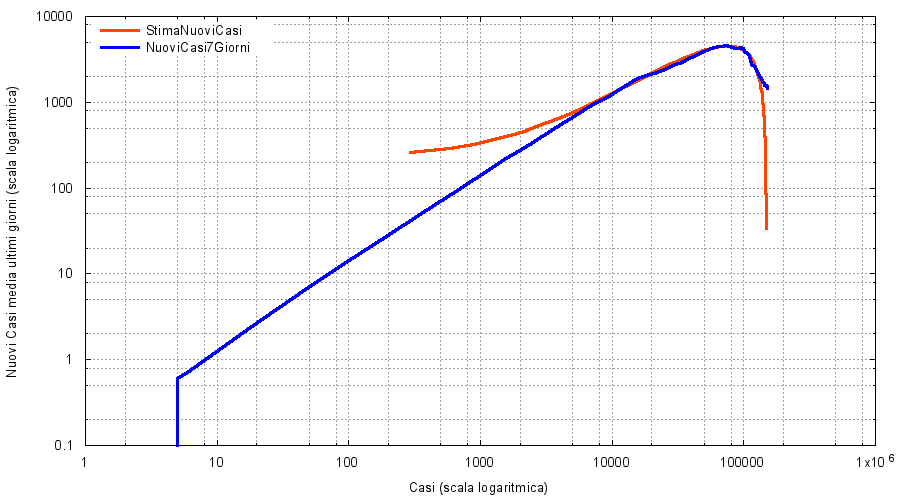 10000
1000
100
10
1
0.1
Nuovi Casi media ultimi giorni (scala logaritmica)
StimaNuoviCasi
NuoviCasi7Giorni
1 10 100 1000 10000 100000 1x10 6
Casi (scala logaritmica)